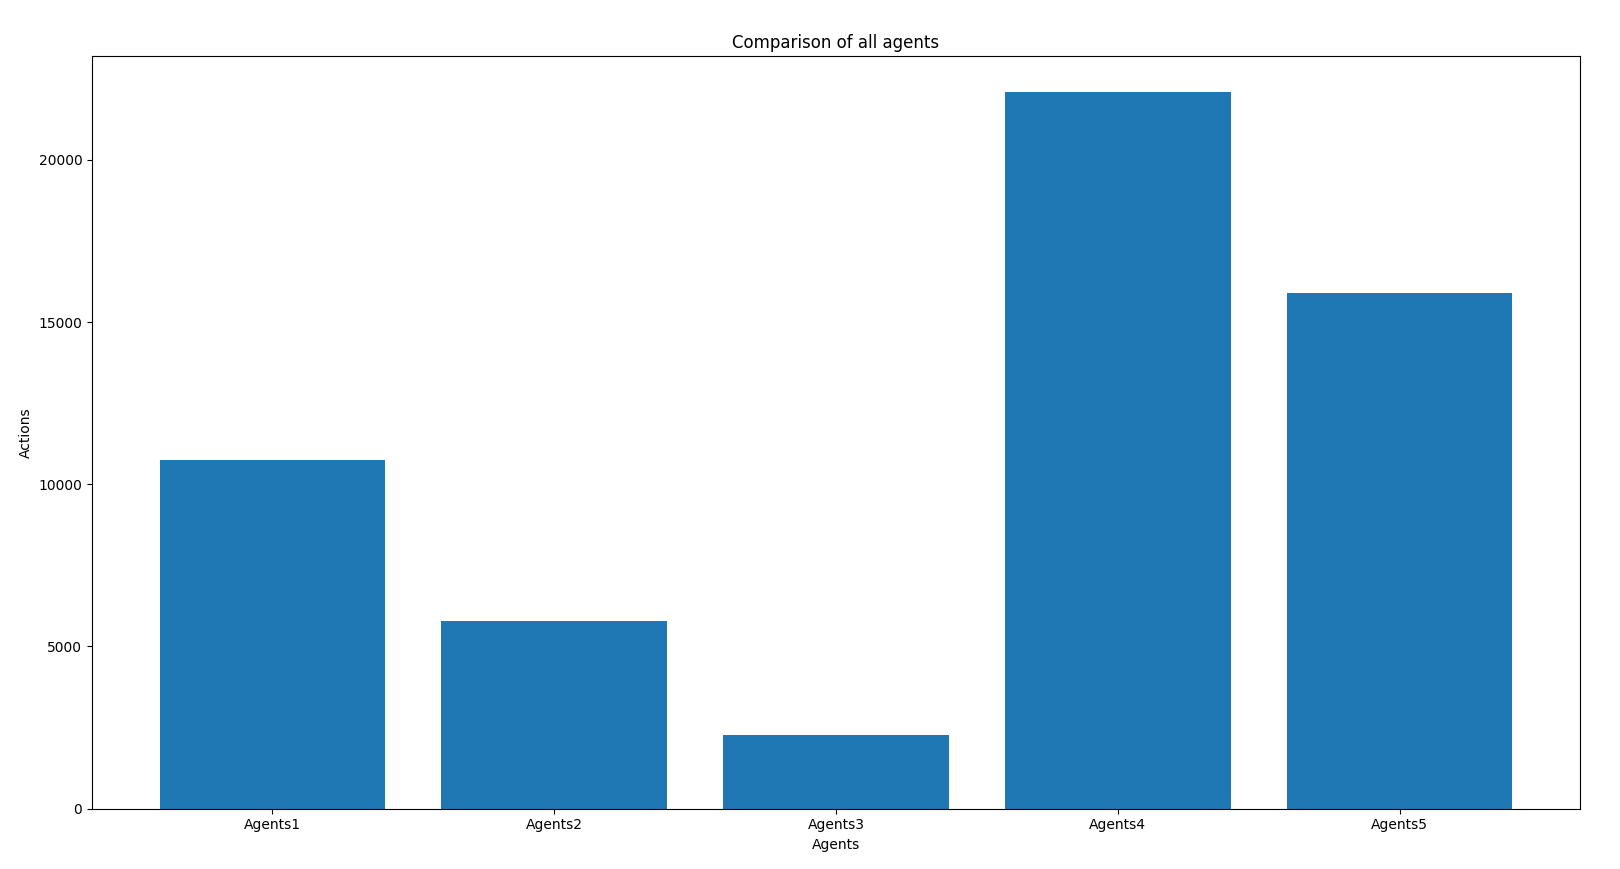 Comparison of all agents
20000
15000
10000
5000
0
Actions
Agents1 Agents2 Agents3 Agents4 Agents5
Agents